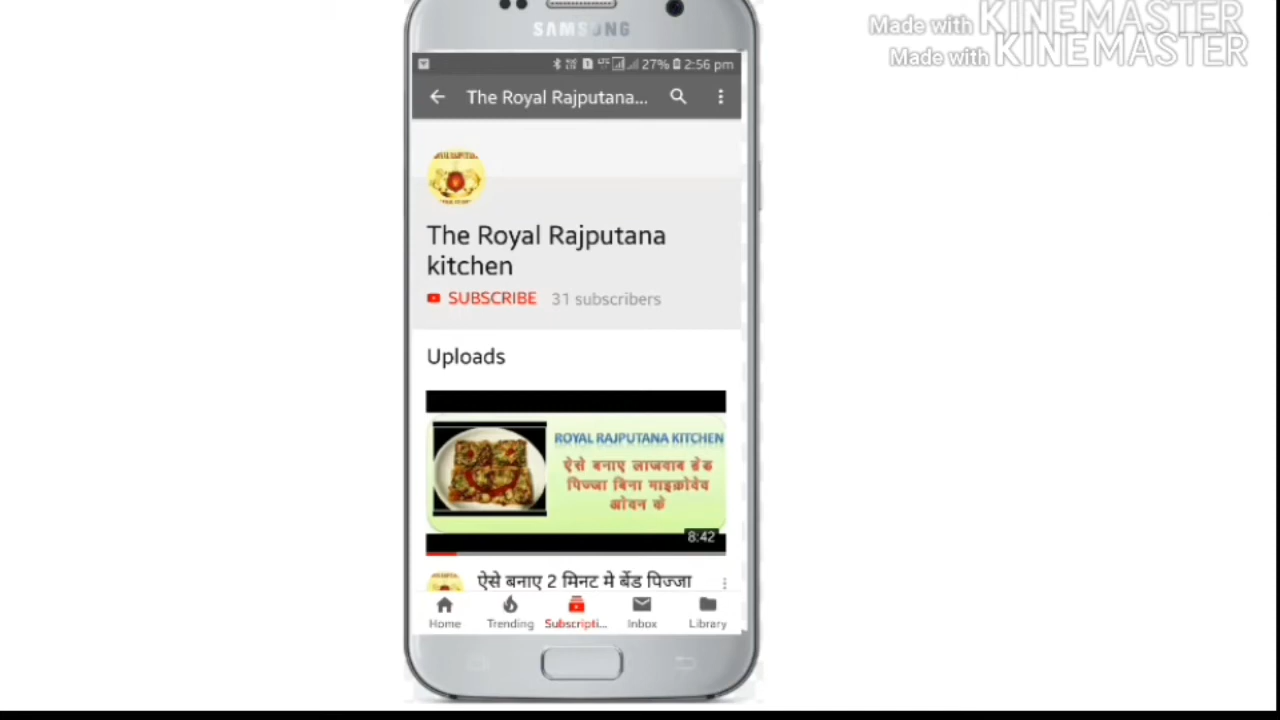 Made with KINEMASTER
Made with KINEMASTER
SAMSUNG
27% 2:56 pm
The Royal Rajputana...
The Royal Rajputana
kitchen
SUBSCRIBE 31 subscribers
Uploads
ROYAL RAJPUTANA KITCHEN
ऐसे बनाए लाजवाब ब्रेड
पिज्जा बिना माइक्रोवेव
ओवन के
8:42
ऐसे बनाए 2 मिनट मे ब्रेंड पिज्जा
Home Trending Subscripti... Inbox Library